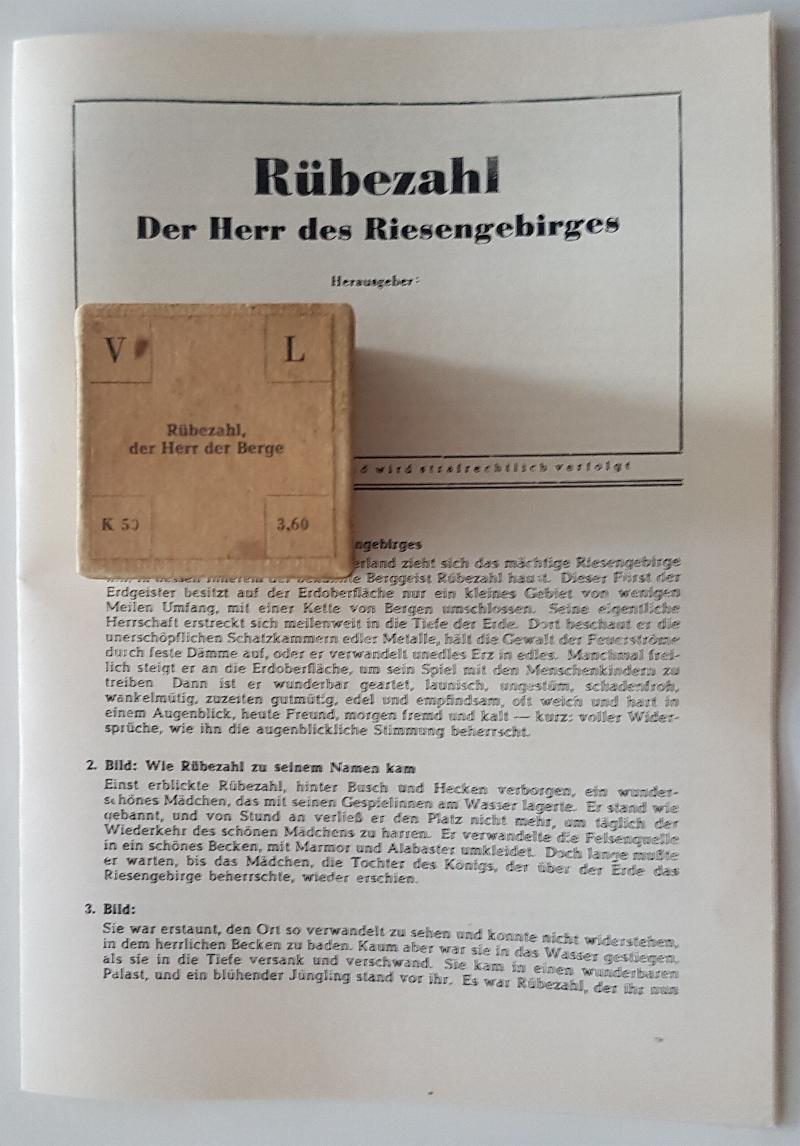 Rübezahl
Der Herr des Riesengebirges
Herausgeber:
V L
Rübezahl,
der Herr der Berge
K 50 3,60
d wird strafrechtlich verfolgt
ngebirges
erland zieht sich das mächtige Riesengebirge
Berggeist Rübezahl haust. Dieser Fürst der
Erdgeister besitzt auf der Erdoberfläche nur ein kleines Gebiet von wenigen
Meilen Umfang, mit einer Kette von Bergen umschlossen. Seine eigentliche
Herrschaft erstreckt sich meilenweit in die Tiefe der Erde. Dort beschaut er die
unerschöpflichen Schatzkammern edler Metalle, hält die Gewalt der Feuerströme
durch feste Dämme auf, oder er verwandelt unedles Erz in edles. Manchmal frei-
lich steigt er an die Erdoberfläche, um sein Spiel mit den Menschenkindern zu
treiben. Dann ist er wunderbar geartet, launisch, ungestüm, schadenfroh,
wankelmütig, zuzeiten gutmütig, edel und empfindsam, oft weich und hart in
einem Augenblick, heute Freund, morgen fremd und kalt — kurz: voller Wider-
sprüche, wie ihn die augenblickliche Stimmung beherrscht.
2. Bild: Wie Rübezahl zu seinem Namen kam
Einst erblickte Rübezahl, hinter Busch und Hecken verborgen, ein wunder-
schönes Mädchen, das mit seinen Gespielinnen am Wasser lagerte. Er stand wie
gebannt, und von Stund an verließ er den Platz nicht mehr, um täglich der
Wiederkehr des schönen Mädchens zu harren. Er verwandelte die Felsenquelle
in ein schönes Becken, mit Marmor und Alabaster umkleidet. Doch lange mußte
er warten, bis das Mädchen, die Tochter des Königs, der über der Erde das
Riesengebirge beherrschte, wieder erschien.
3. Bild:
Sie war erstaunt, den Ort so verwandelt zu sehen und konnte nicht widerstehen,
in dem herrlichen Becken zu baden. Kaum aber war sie in das Wasser gestiegen,
als sie in die Tiefe versank und verschwand. Sie kam in einen wunderbaren
Palast, und ein blühender Jüngling stand vor ihr. Es war Rübezahl, der ihr nun